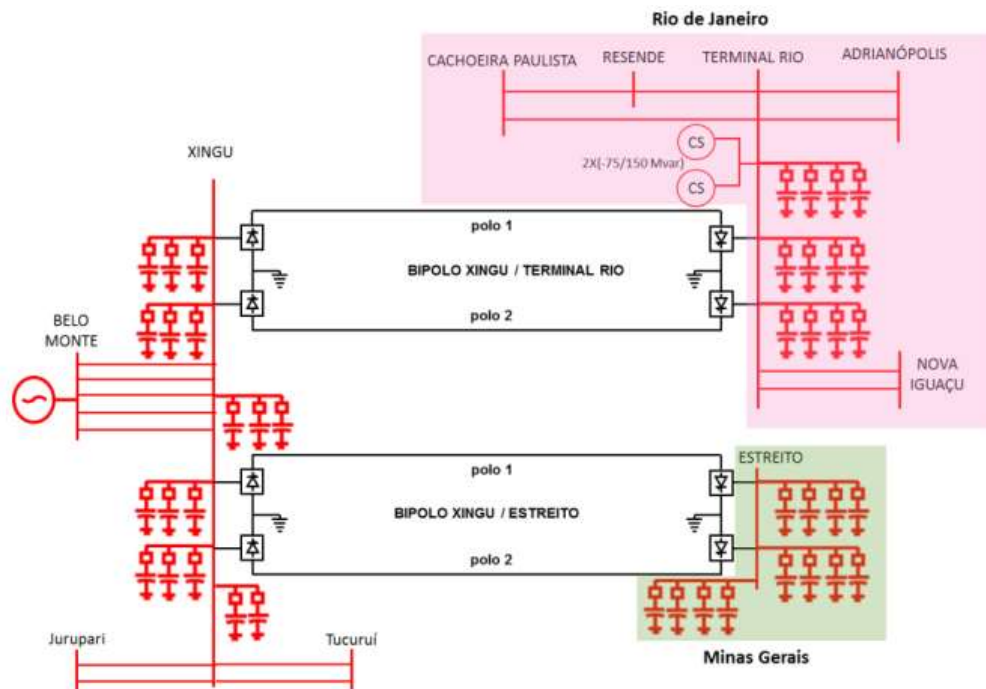 Rio de Janeiro
CACHOEIRA PAULISTA
RESENDE
TERMINAL RIO
ADRIANÓPOLIS
XINGU
CS
2X(-75/150 Mvar)
CS
polo 1
BIPOLO XINGU / TERMINAL RIO
polo 2
BELO
MONTE
NOVA
IGUAÇU
ESTREITO
polo 1
BIPOLO XINGU / ESTREITO
polo 2
Jurupari
Tucuruí
Minas Gerais